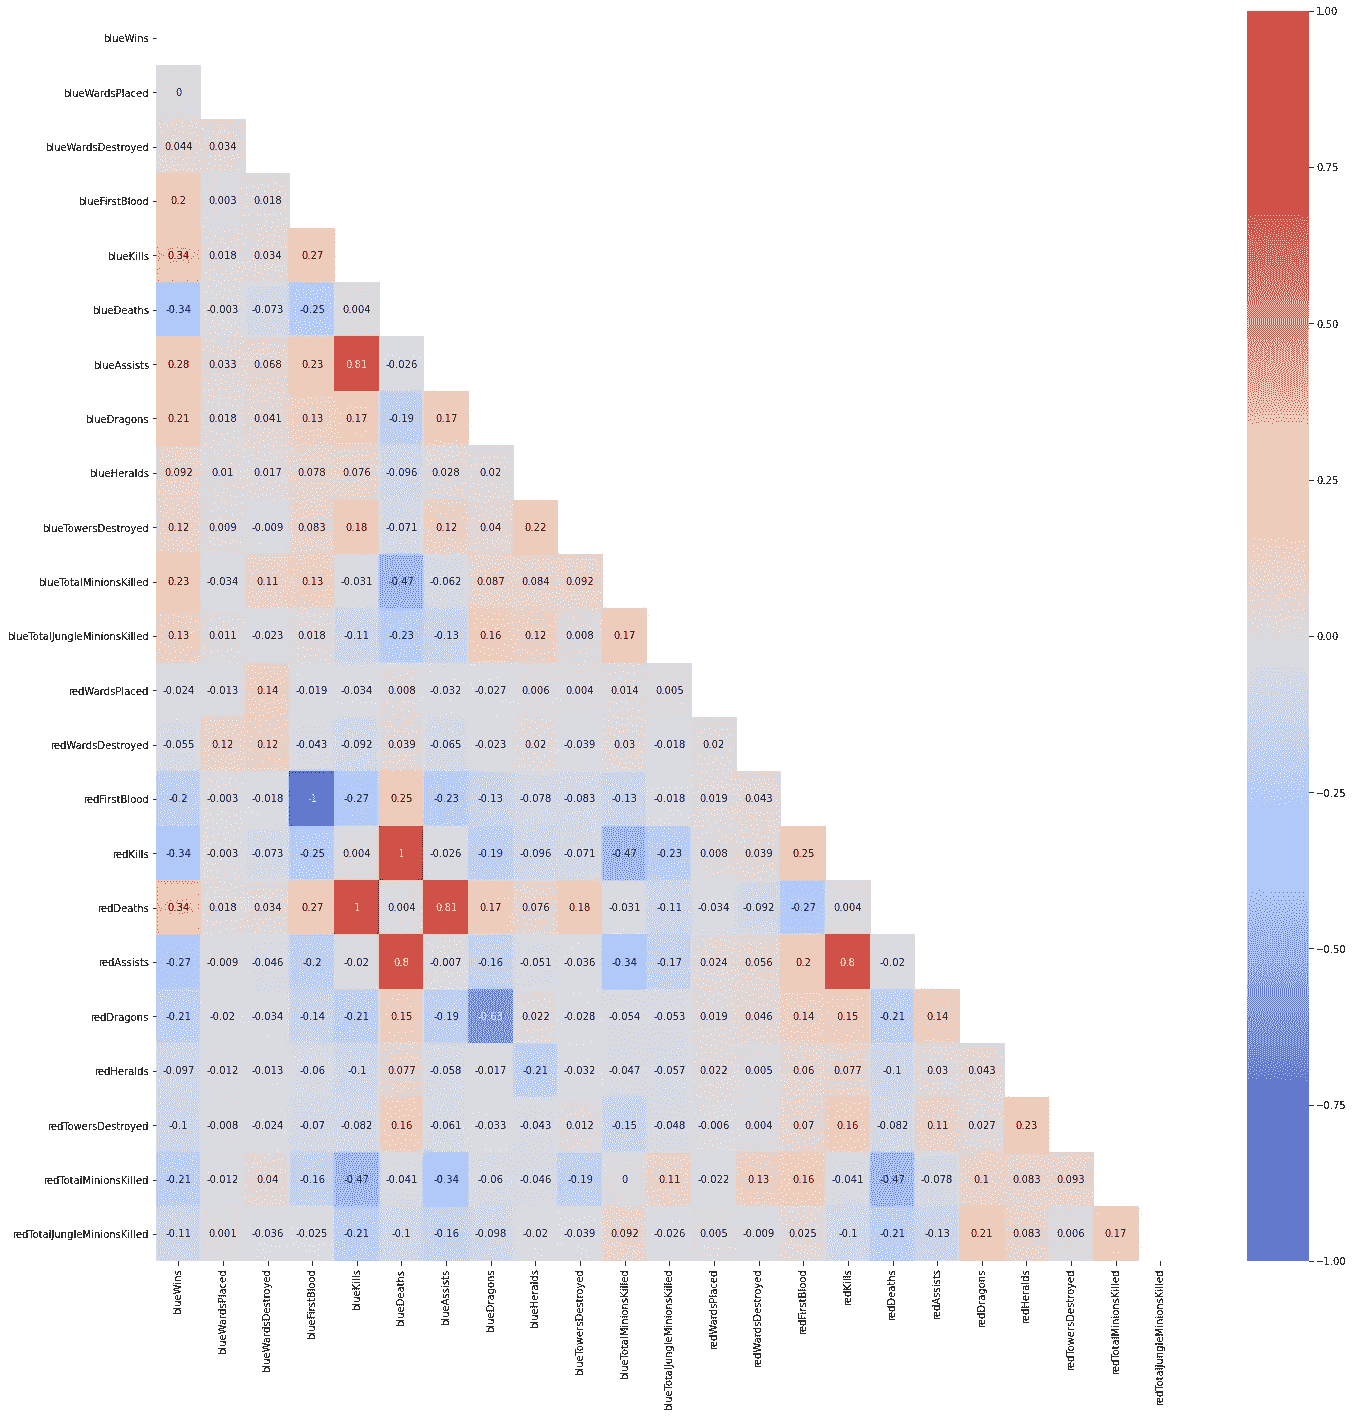 1.00
blueWins
blueWardsPlaced 0
blueWardsDestroyed 0.044 0.034
0.75
blueFirstBlood 0.2 0.003 0.018
blueKills 0.34 0.018 0.034 0.27
blueDeaths -0.34 -0.003 -0.073 -0.25 0.004
0.50
blueAssists 0.28 0.033 0.068 0.23 0.81 -0.026
blueDragons 0.21 0.018 0.041 0.13 0.17 -0.19 0.17
blueHeralds 0.092 0.01 0.017 0.078 0.076 -0.096 0.028 0.02
0.25
blueTowersDestroyed 0.12 0.009 -0.009 0.083 0.18 -0.071 0.12 0.04 0.22
blueTotalMinionsKilled 0.23 -0.034 0.11 0.13 -0.031 -0.47 -0.062 0.087 0.084 0.092
blueTotalJungleMinionsKilled 0.13 0.011 -0.023 0.018 -0.11 -0.23 -0.13 0.16 0.12 0.008 0.17
0.00
redWardsPlaced -0.024 -0.013 0.14 -0.019 -0.034 0.008 -0.032 -0.027 0.006 0.004 0.014 0.005
redWardsDestroyed -0.055 0.12 0.12 -0.043 -0.092 0.039 -0.065 -0.023 0.02 -0.039 0.03 -0.018 0.02
-0.25
redFirstBlood -0.2 -0.003 -0.018 -1 -0.27 0.25 -0.23 -0.13 -0.078 -0.083 -0.13 -0.018 0.019 0.043
redKills -0.34 -0.003 -0.073 -0.25 0.004 1 -0.026 -0.19 -0.096 -0.071 -0.47 -0.23 0.008 0.039 0.25
redDeaths 0.34 0.018 0.034 0.27 1 0.004 0.81 0.17 0.076 0.18 -0.031 -0.11 -0.034 -0.092 -0.27 0.004
-0.50
redAssists -0.27 -0.009 -0.046 -0.2 -0.02 0.8 -0.007 -0.16 -0.051 -0.036 -0.34 -0.17 0.024 0.056 0.2 0.8 -0.02
redDragons -0.21 -0.02 -0.034 -0.14 -0.21 0.15 -0.19 -0.63 0.022 -0.028 -0.054 -0.053 0.019 0.046 0.14 0.15 -0.21 0.14
redHeralds -0.097 -0.012 -0.013 -0.06 -0.1 0.077 -0.058 -0.017 -0.21 -0.032 -0.047 -0.057 0.022 0.005 0.06 0.077 -0.1 0.03 0.043
-0.75
redTowersDestroyed -0.1 -0.008 -0.024 -0.07 -0.082 0.16 -0.061 -0.033 -0.043 0.012 -0.15 -0.048 -0.006 0.004 0.07 0.16 -0.082 0.11 0.027 0.23
redTotalMinionsKilled -0.21 -0.012 0.04 -0.16 -0.47 -0.041 -0.34 -0.06 -0.046 -0.19 0 0.11 -0.022 0.13 0.16 -0.041 -0.47 -0.078 0.1 0.083 0.093
redTotalJungleMinionsKilled -0.11 0.001 -0.036 -0.025 -0.21 -0.1 -0.16 -0.098 -0.02 -0.039 0.092 -0.026 0.005 -0.009 0.025 -0.1 -0.21 -0.13 0.21 0.083 0.006 0.17
-1.00
blueWins
blueWardsPlaced
blueWardsDestroyed
blueFirstBlood
blueKills
blueDeaths
blueAssists
blueDragons
blueHeralds
blueTowersDestroyed
blueTotalMinionsKilled
blueTotalJungleMinionsKilled
redWardsPlaced
redWardsDestroyed
redFirstBlood
redKills
redDeaths
redAssists
redDragons
redHeralds
redTowersDestroyed
redTotalMinionsKilled
redTotalJungleMinionsKilled